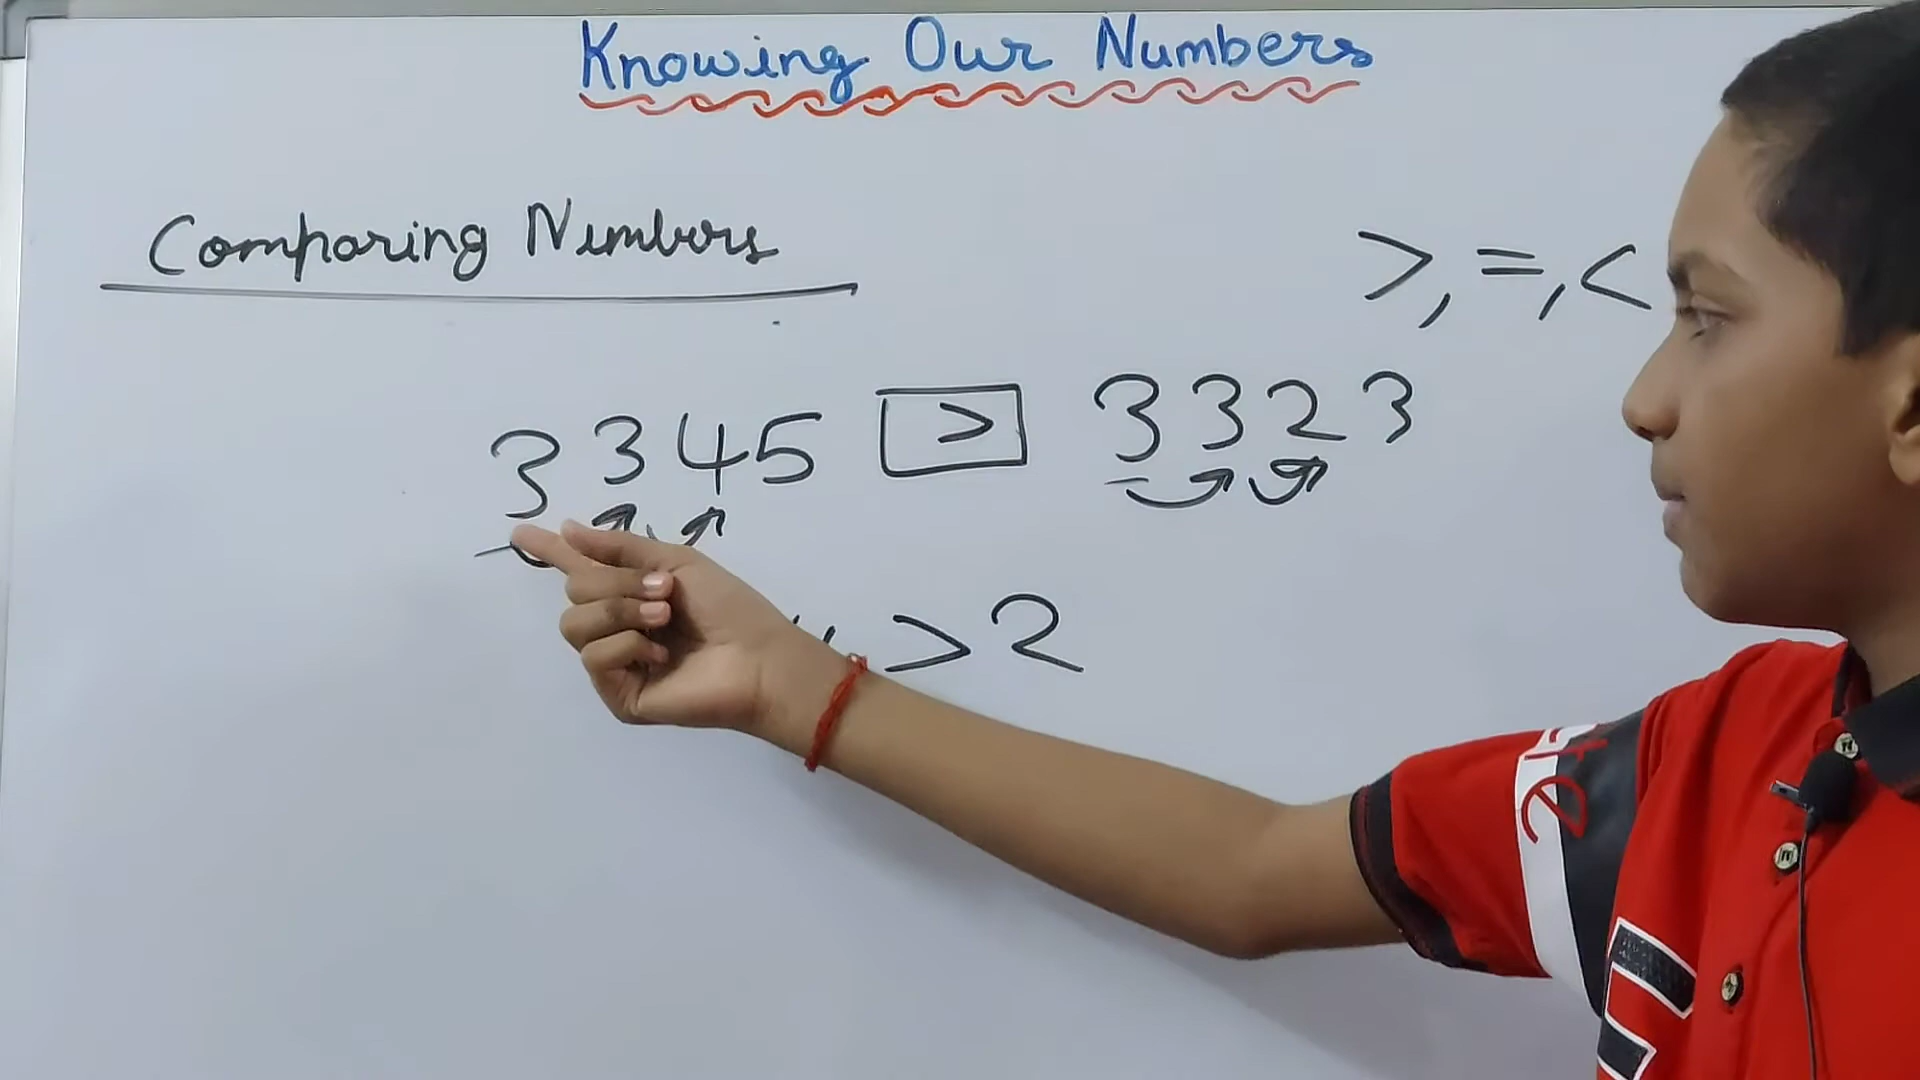 Knowing Our Numbers
Comparing Numbers
>, =, <
3345 > 3323
> 2